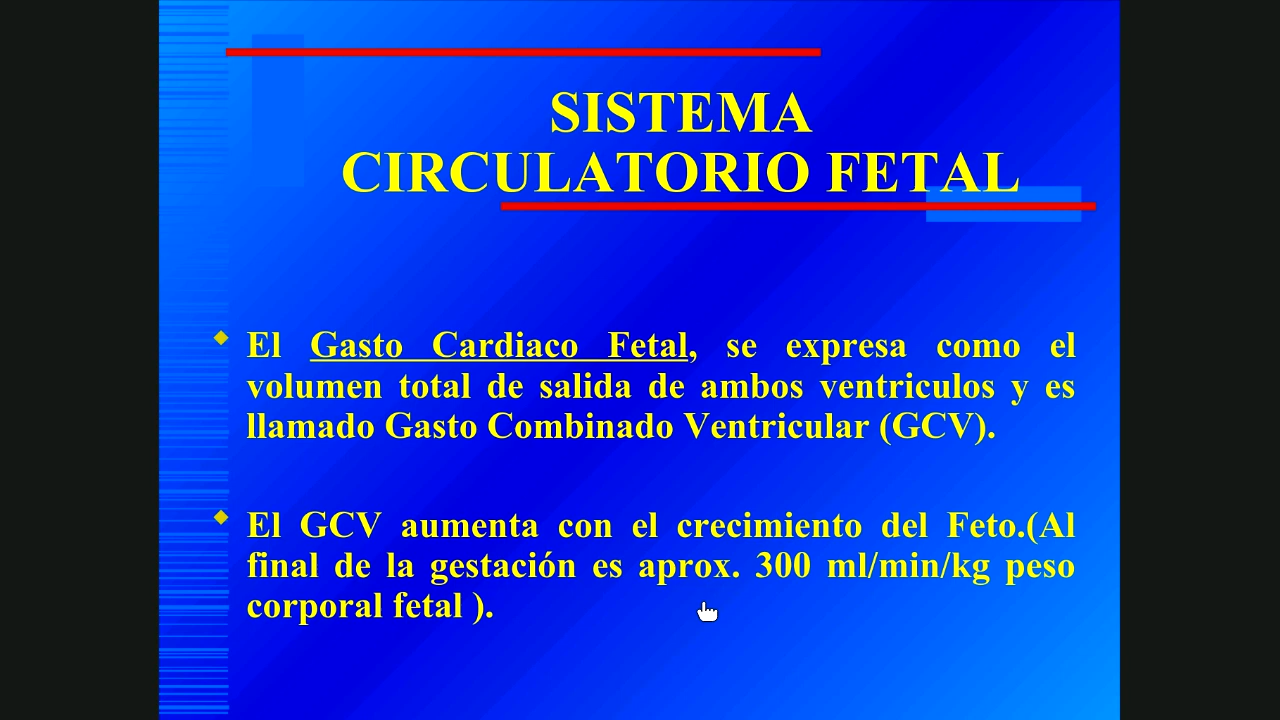 SISTEMA
CIRCULATORIO FETAL
El Gasto Cardiaco Fetal, se expresa como el
volumen total de salida de ambos ventriculos y es
llamado Gasto Combinado Ventricular (GCV).
El GCV aumenta con el crecimiento del Feto.(Al
final de la gestación es aprox. 300 ml/min/kg peso
corporal fetal ).